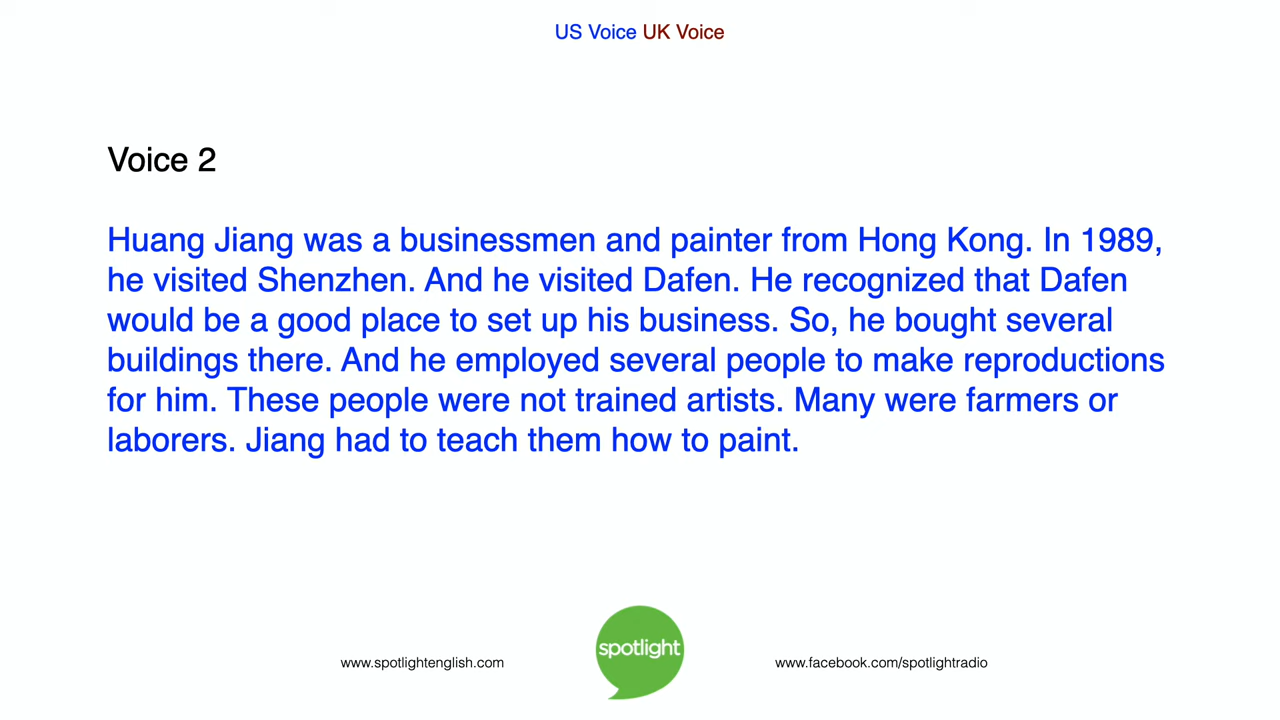 US Voice UK Voice
Voice 2
Huang Jiang was a businessmen and painter from Hong Kong. In 1989,
he visited Shenzhen. And he visited Dafen. He recognized that Dafen
would be a good place to set up his business. So, he bought several
buildings there. And he employed several people to make reproductions
for him. These people were not trained artists. Many were farmers or
laborers. Jiang had to teach them how to paint.
www.spotlightenglish.com
spotlight
www.facebook.com/spotlightradio